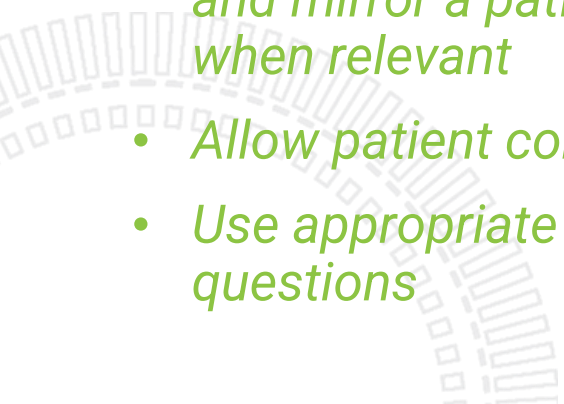 and mirror a
when relevant
• Allow patient
• Use appropriate
questions